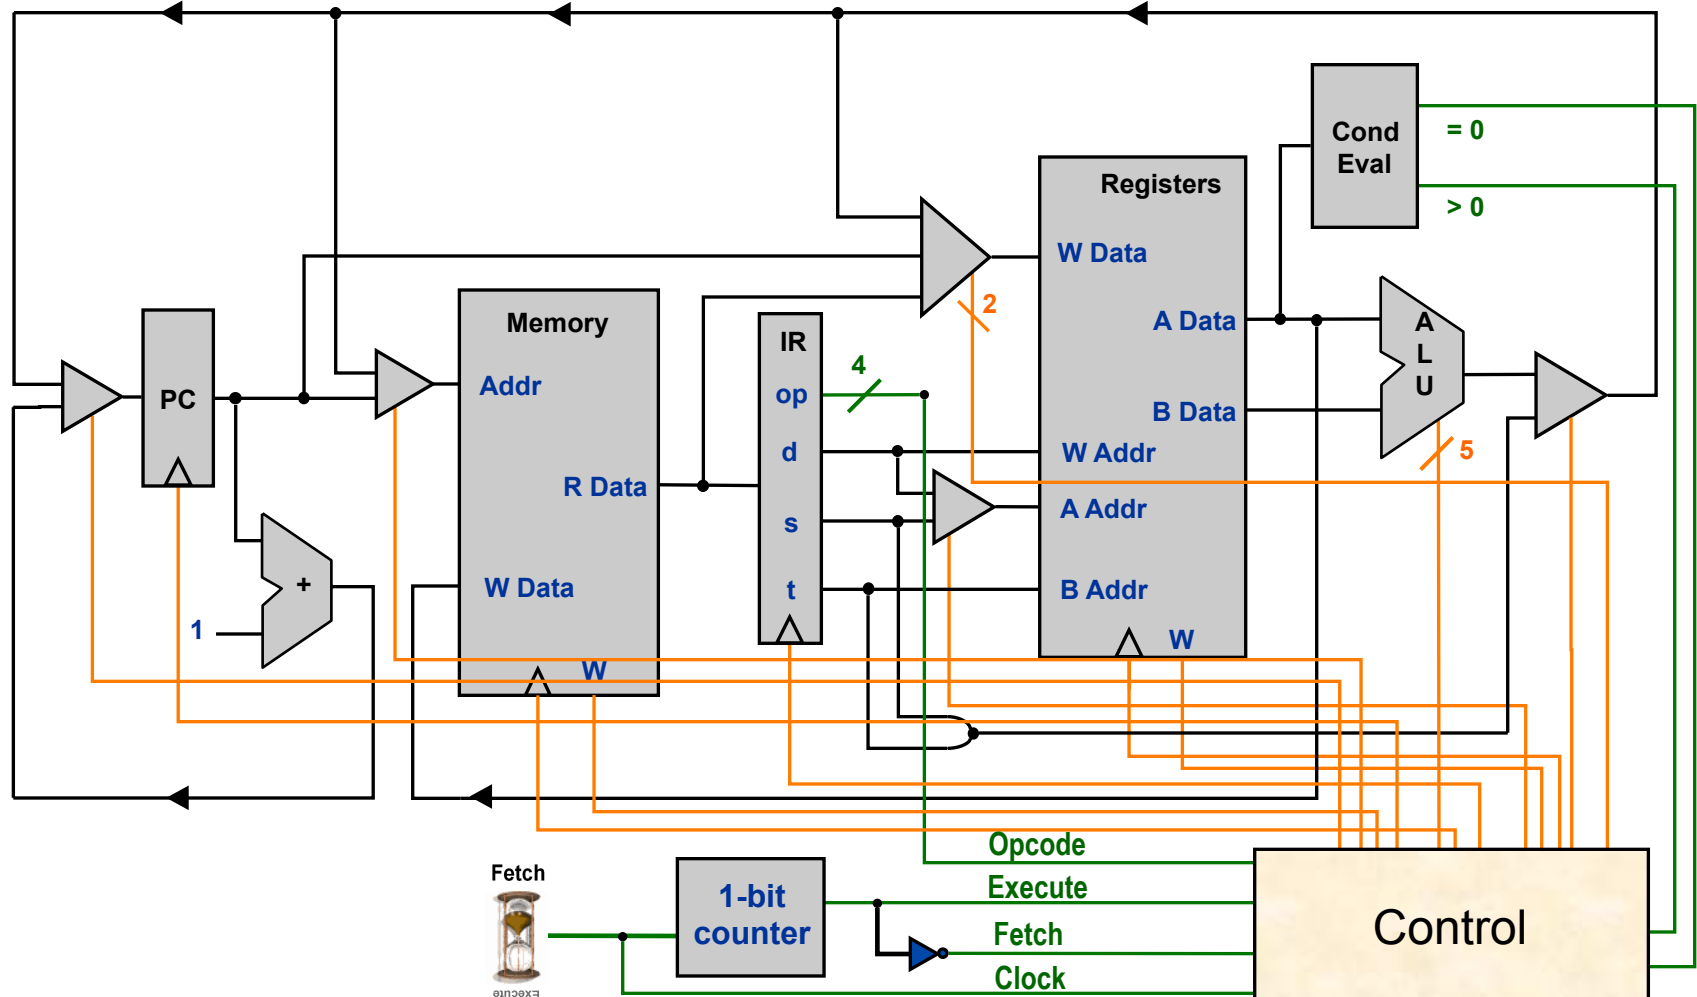 Cond
Eval
= 0
> 0
Registers
W Data
A Data
B Data
W Addr
A Addr
B Addr
W
A
L
U
5
2
Memory
Addr
R Data
W Data
W
IR
op
d
s
t
4
PC
+
1
Fetch
Execute
1-bit
counter
Opcode
Execute
Fetch
Clock
Control